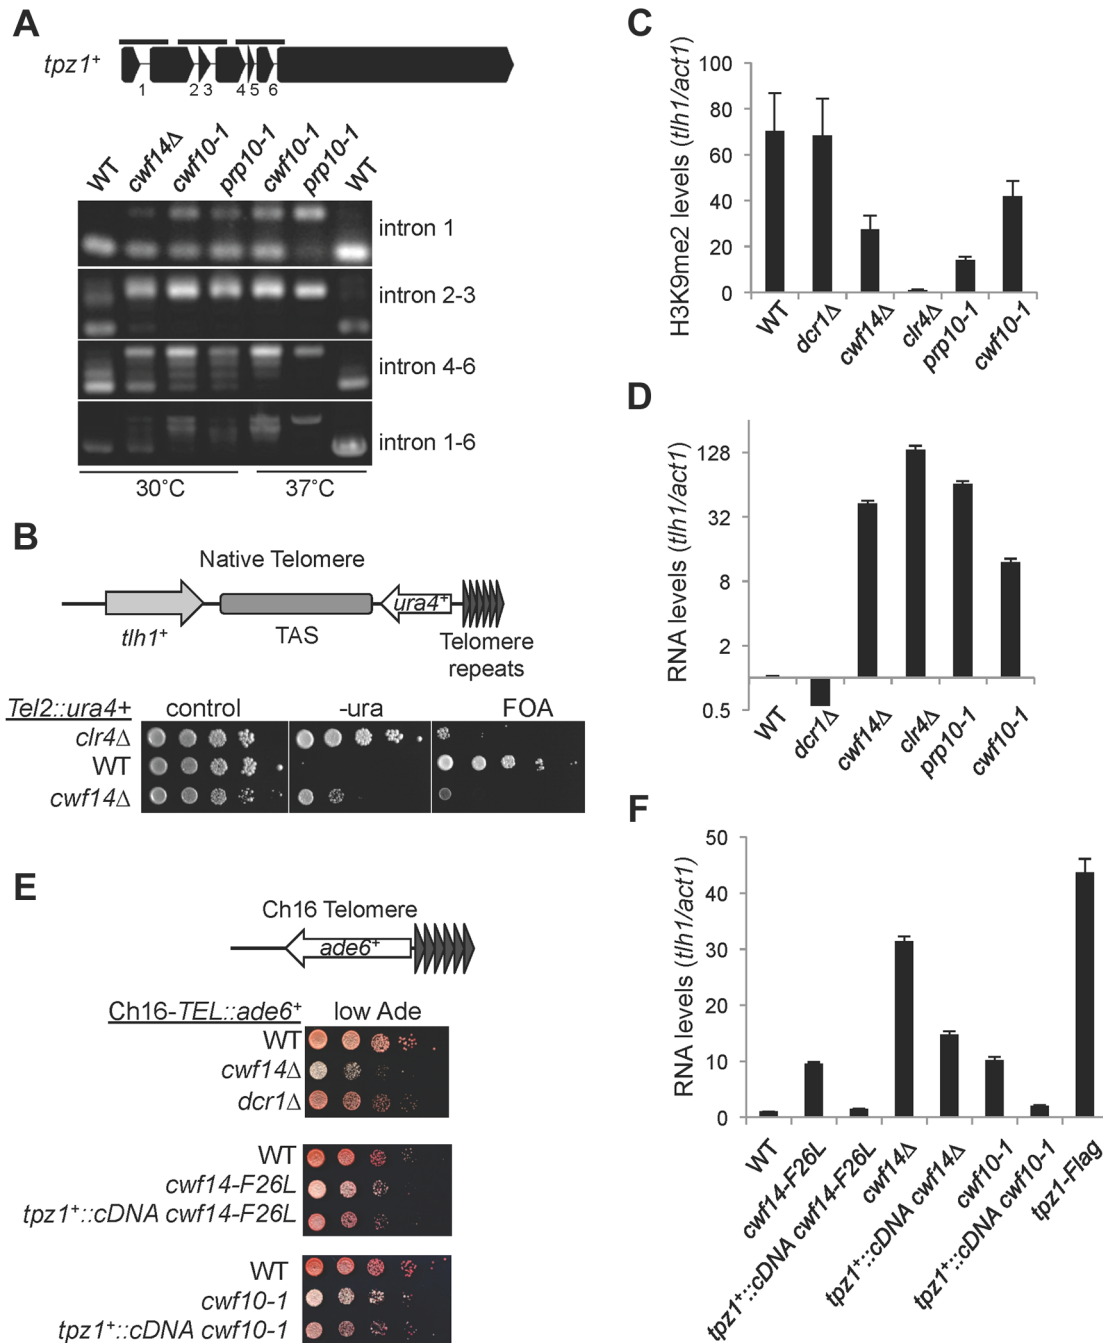 A
tpz1⁺
1 2 3 4 5 6
WT cwf14Δ cwf10-1 prp10-1 cwf10-1 prp10-1 WT
intron 1
intron 2-3
intron 4-6
intron 1-6
30°C 37°C
B
Native Telomere
ura4⁺
tlh1⁺ TAS Telomere
repeats
Tel2::ura4+ control -ura FOA
clr4Δ
WT
cwf14Δ
E
Ch16 Telomere
ade6⁺
Ch16-TEL::ade6⁺ low Ade
WT
cwf14Δ
dcr1Δ
WT
cwf14-F26L
tpz1⁺::cDNA cwf14-F26L
WT
cwf10-1
tpz1⁺::cDNA cwf10-1
C
H3K9me2 levels (tlh1/act1)
100
80
60
40
20
0
WT dcr1Δ cwf14Δ clr4Δ prp10-1 cwf10-1
D
RNA levels (tlh1/act1)
128
32
8
2
0.5
WT dcr1Δ cwf14Δ clr4Δ prp10-1 cwf10-1
F
RNA levels (tlh1/act1)
50
40
30
20
10
0
WT cwf14-F26L tpz1⁺::cDNA cwf14-F26L cwf14Δ tpz1⁺::cDNA cwf14Δ cwf10-1 tpz1⁺::cDNA cwf10-1 tpz1-Flag